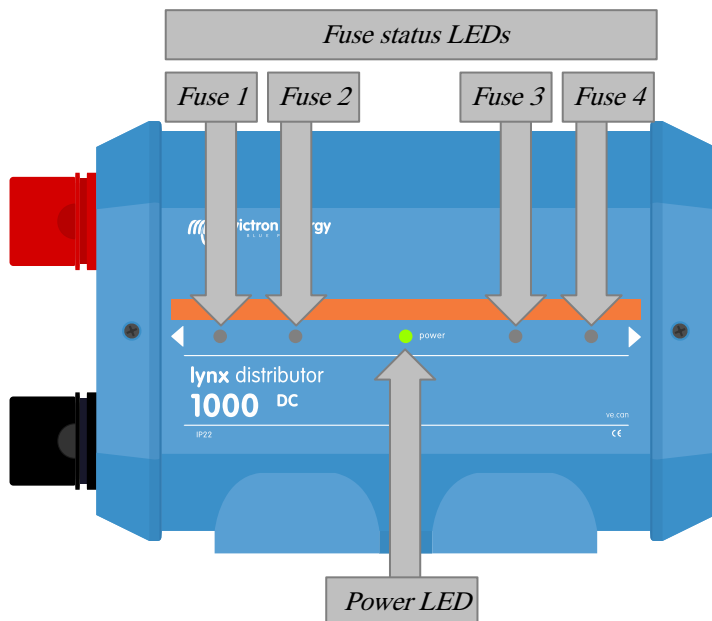 Fuse status LEDs
Fuse 1 Fuse 2 Fuse 3 Fuse 4
power
lynx distributor
1000 DC
ve.can
IP22 CE
Power LED